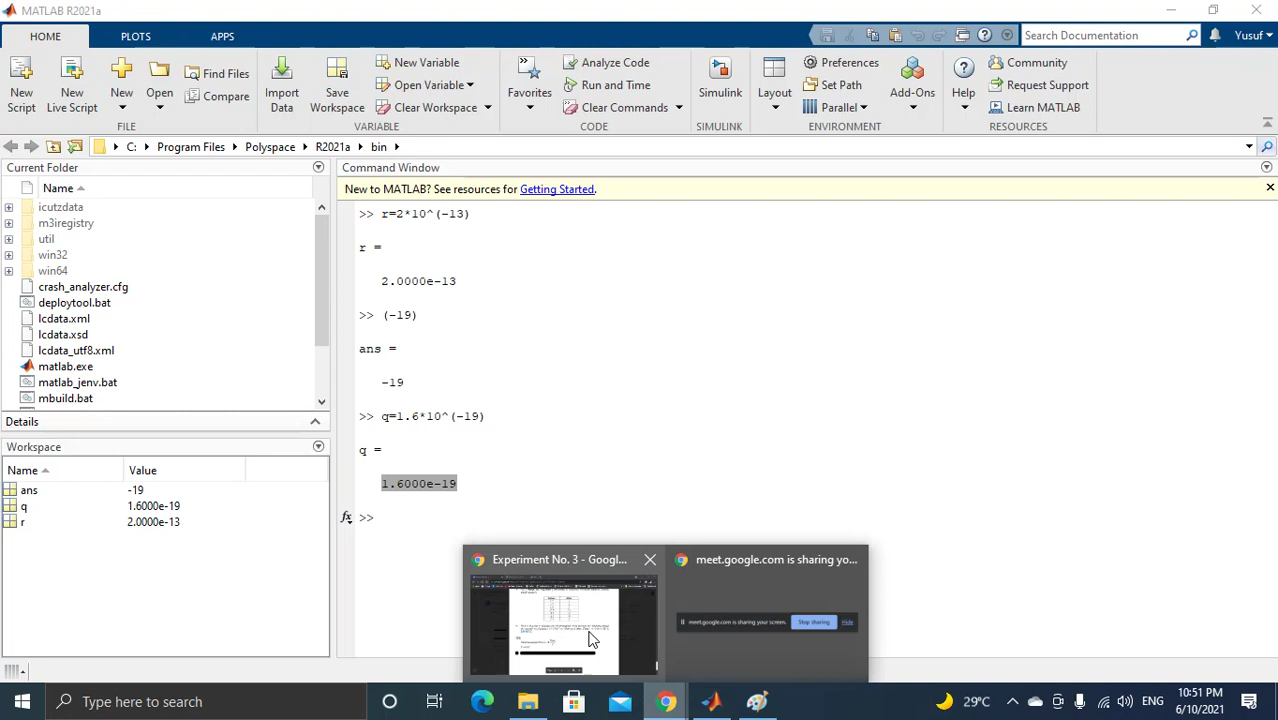 MATLAB R2021a
HOME PLOTS APPS
Search Documentation
Yusuf
New Script
New Live Script
New
Open
Find Files
Compare
FILE
Import Data
Save Workspace
New Variable
Open Variable
Clear Workspace
VARIABLE
Favorites
Analyze Code
Run and Time
Clear Commands
CODE
Simulink
SIMULINK
Layout
Preferences
Set Path
Parallel
Add-Ons
ENVIRONMENT
Help
Community
Request Support
Learn MATLAB
RESOURCES
C: Program Files Polyspace R2021a bin
Current Folder
Name
icutzdata
m3iregistry
util
win32
win64
crash_analyzer.cfg
deploytool.bat
lcdata.xml
lcdata.xsd
lcdata_utf8.xml
matlab.exe
matlab_jenv.bat
mbuild.bat
Details
Workspace
Name Value
ans -19
q 1.6000e-19
r 2.0000e-13
Command Window
New to MATLAB? See resources for Getting Started.
>> r=2*10^(-13)
r =
2.0000e-13
>> (-19)
ans =
-19
>> q=1.6*10^(-19)
q =
1.6000e-19
fx >>
Experiment No. 3 - Googl...
meet.google.com is sharing yo...
meet.google.com is sharing your screen. Stop sharing Hide
Type here to search
29°C
ENG
10:51 PM
6/10/2021